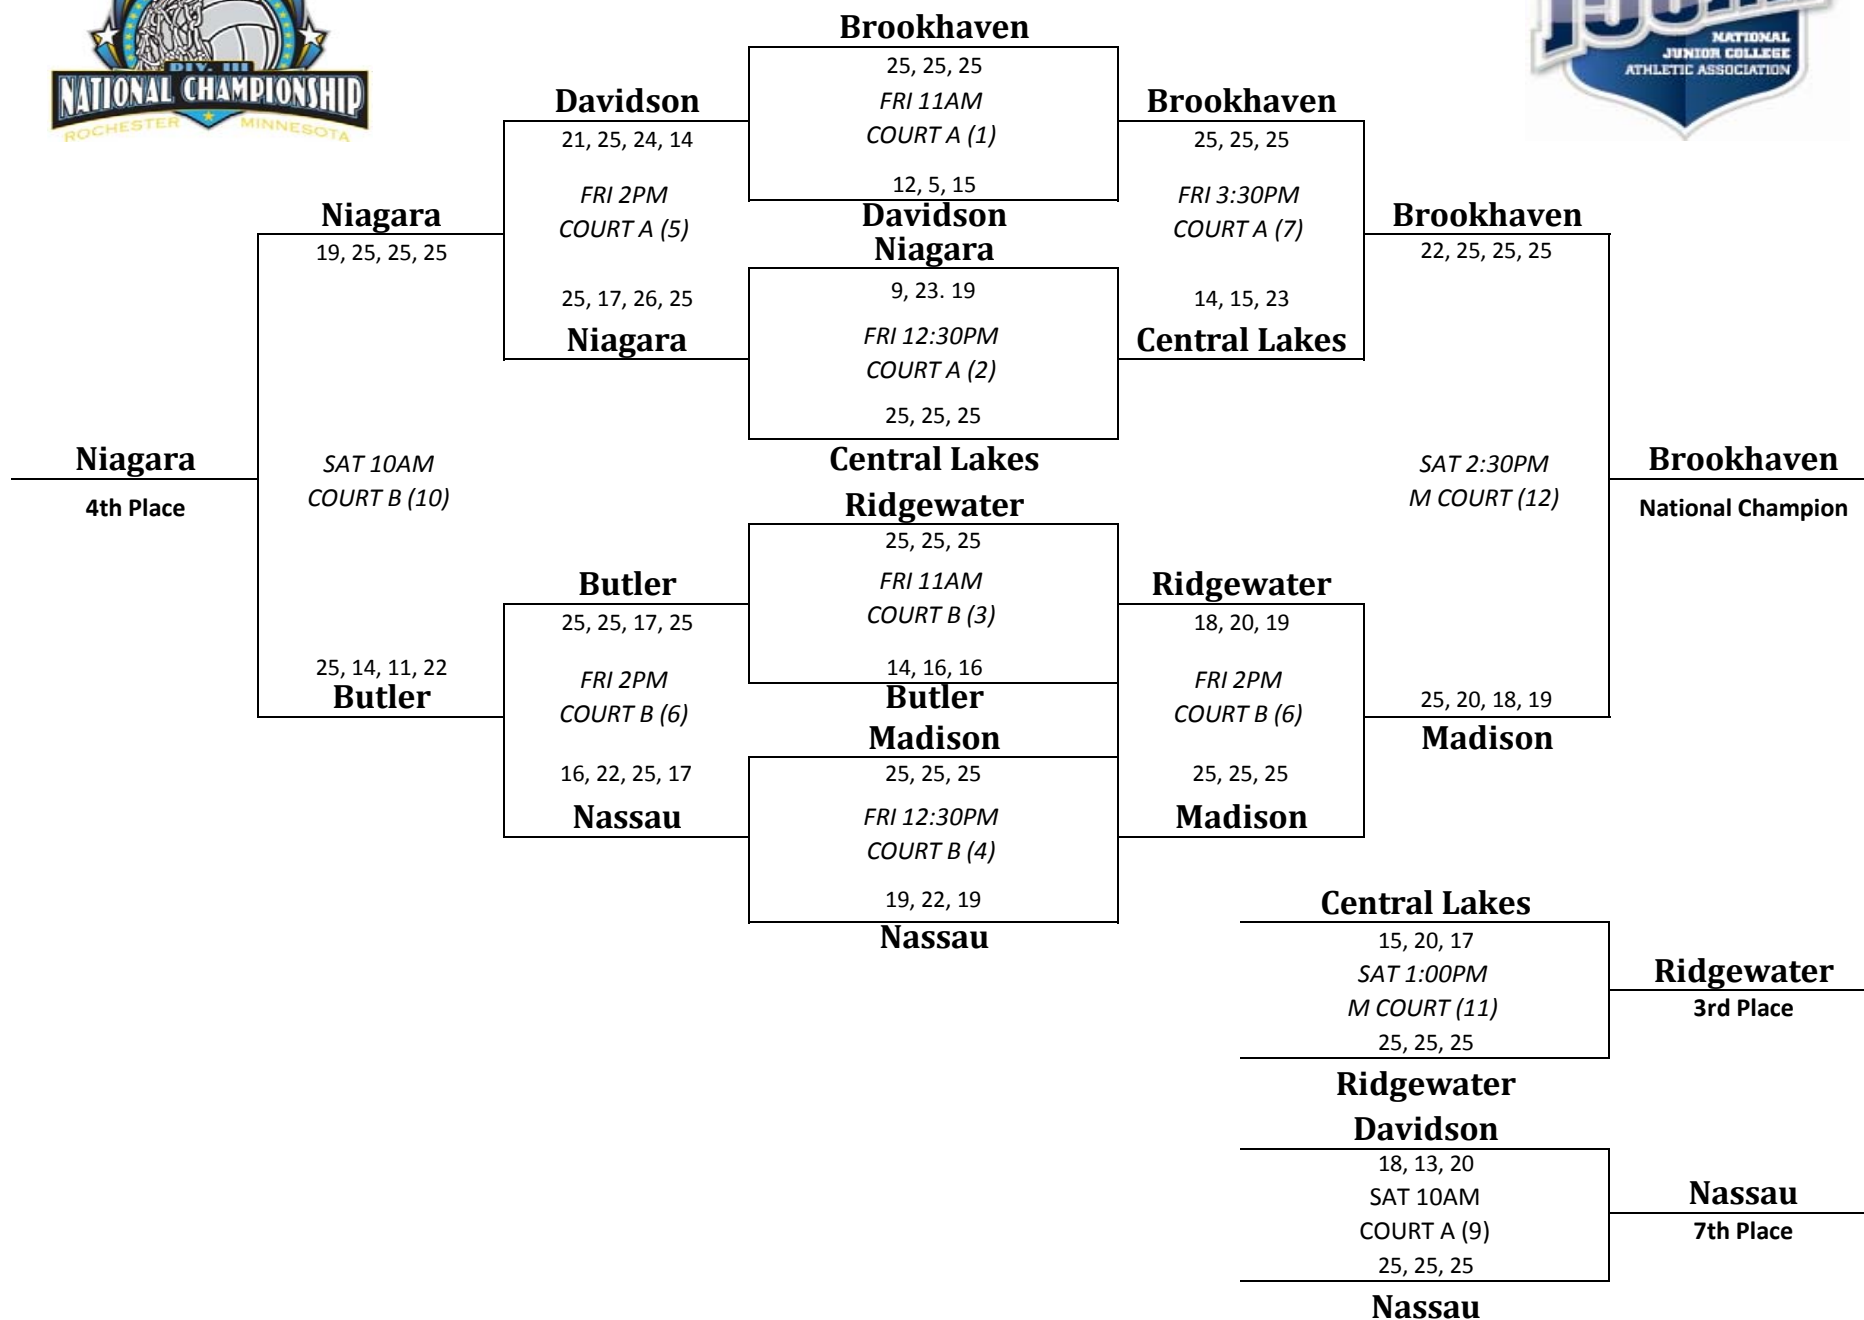 DIV. III
NATIONAL CHAMPIONSHIP
ROCHESTER MINNESOTA
NATIONAL
JUNIOR COLLEGE
ATHLETIC ASSOCIATION
Brookhaven
25, 25, 25
FRI 11AM
COURT A (1)
12, 5, 15
Davidson
Niagara
9, 23. 19
FRI 12:30PM
COURT A (2)
25, 25, 25
Central Lakes
Ridgewater
25, 25, 25
FRI 11AM
COURT B (3)
14, 16, 16
Butler
Madison
25, 25, 25
FRI 12:30PM
COURT B (4)
19, 22, 19
Nassau
Davidson
21, 25, 24, 14
FRI 2PM
COURT A (5)
25, 17, 26, 25
Niagara
Butler
25, 25, 17, 25
FRI 2PM
COURT B (6)
16, 22, 25, 17
Nassau
Niagara
19, 25, 25, 25
SAT 10AM
COURT B (10)
25, 14, 11, 22
Butler
Niagara
4th Place
Brookhaven
25, 25, 25
FRI 3:30PM
COURT A (7)
14, 15, 23
Central Lakes
Ridgewater
18, 20, 19
FRI 2PM
COURT B (6)
25, 25, 25
Madison
Brookhaven
22, 25, 25, 25
SAT 2:30PM
M COURT (12)
25, 20, 18, 19
Madison
Brookhaven
National Champion
Central Lakes
15, 20, 17
SAT 1:00PM
M COURT (11)
25, 25, 25
Ridgewater
Ridgewater
3rd Place
Davidson
18, 13, 20
SAT 10AM
COURT A (9)
25, 25, 25
Nassau
Nassau
7th Place